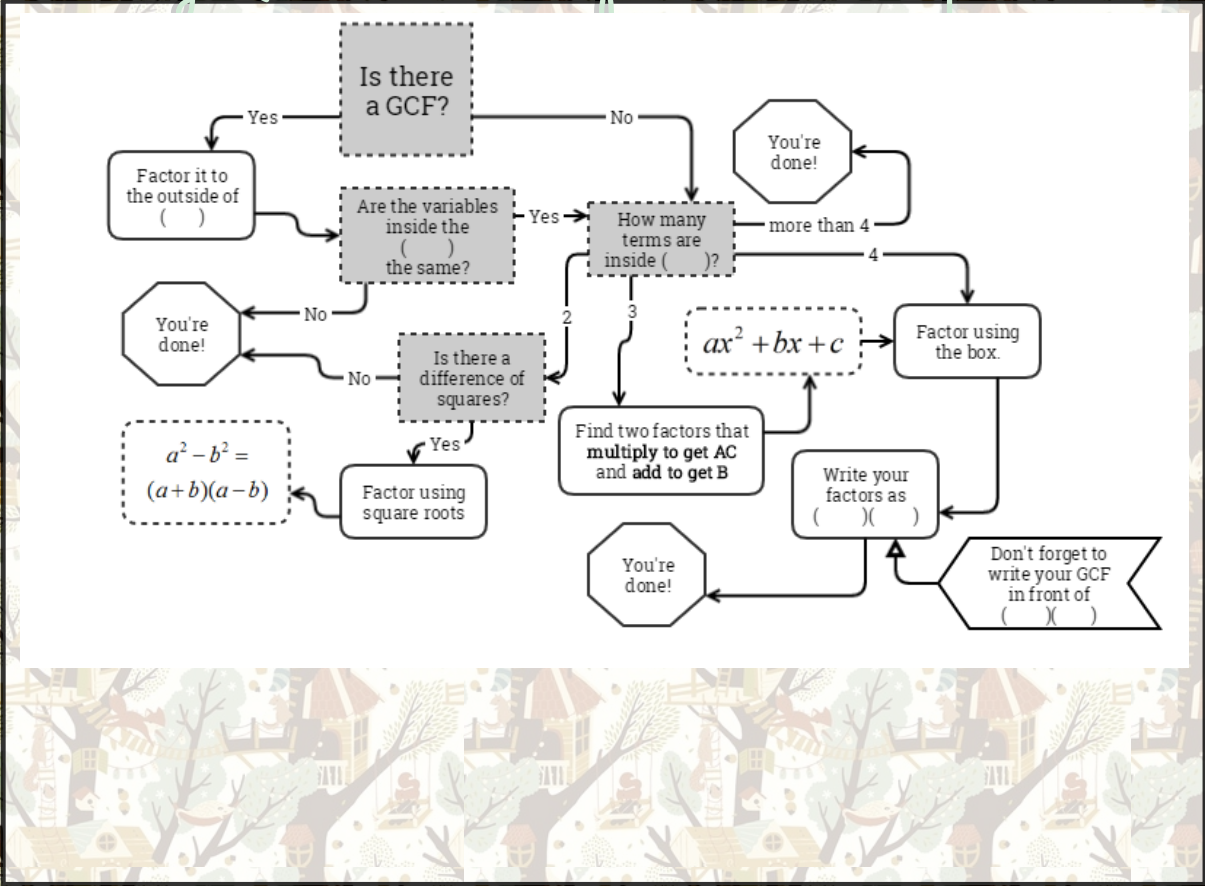 Is there
a GCF?
Yes
No
You're
done!
Factor it to
the outside of
(      )
Are the variables
inside the
(      )
the same?
Yes
How many
terms are
inside (      )?
more than 4
4
No
You're
done!
2
3
ax² + bx + c
Factor using
the box.
Is there a
difference of
squares?
No
Yes
a² − b² =
(a + b)(a − b)
Factor using
square roots
Find two factors that
multiply to get AC
and add to get B
Write your
factors as
(      )(      )
You're
done!
Don't forget to
write your GCF
in front of
(      )(      )